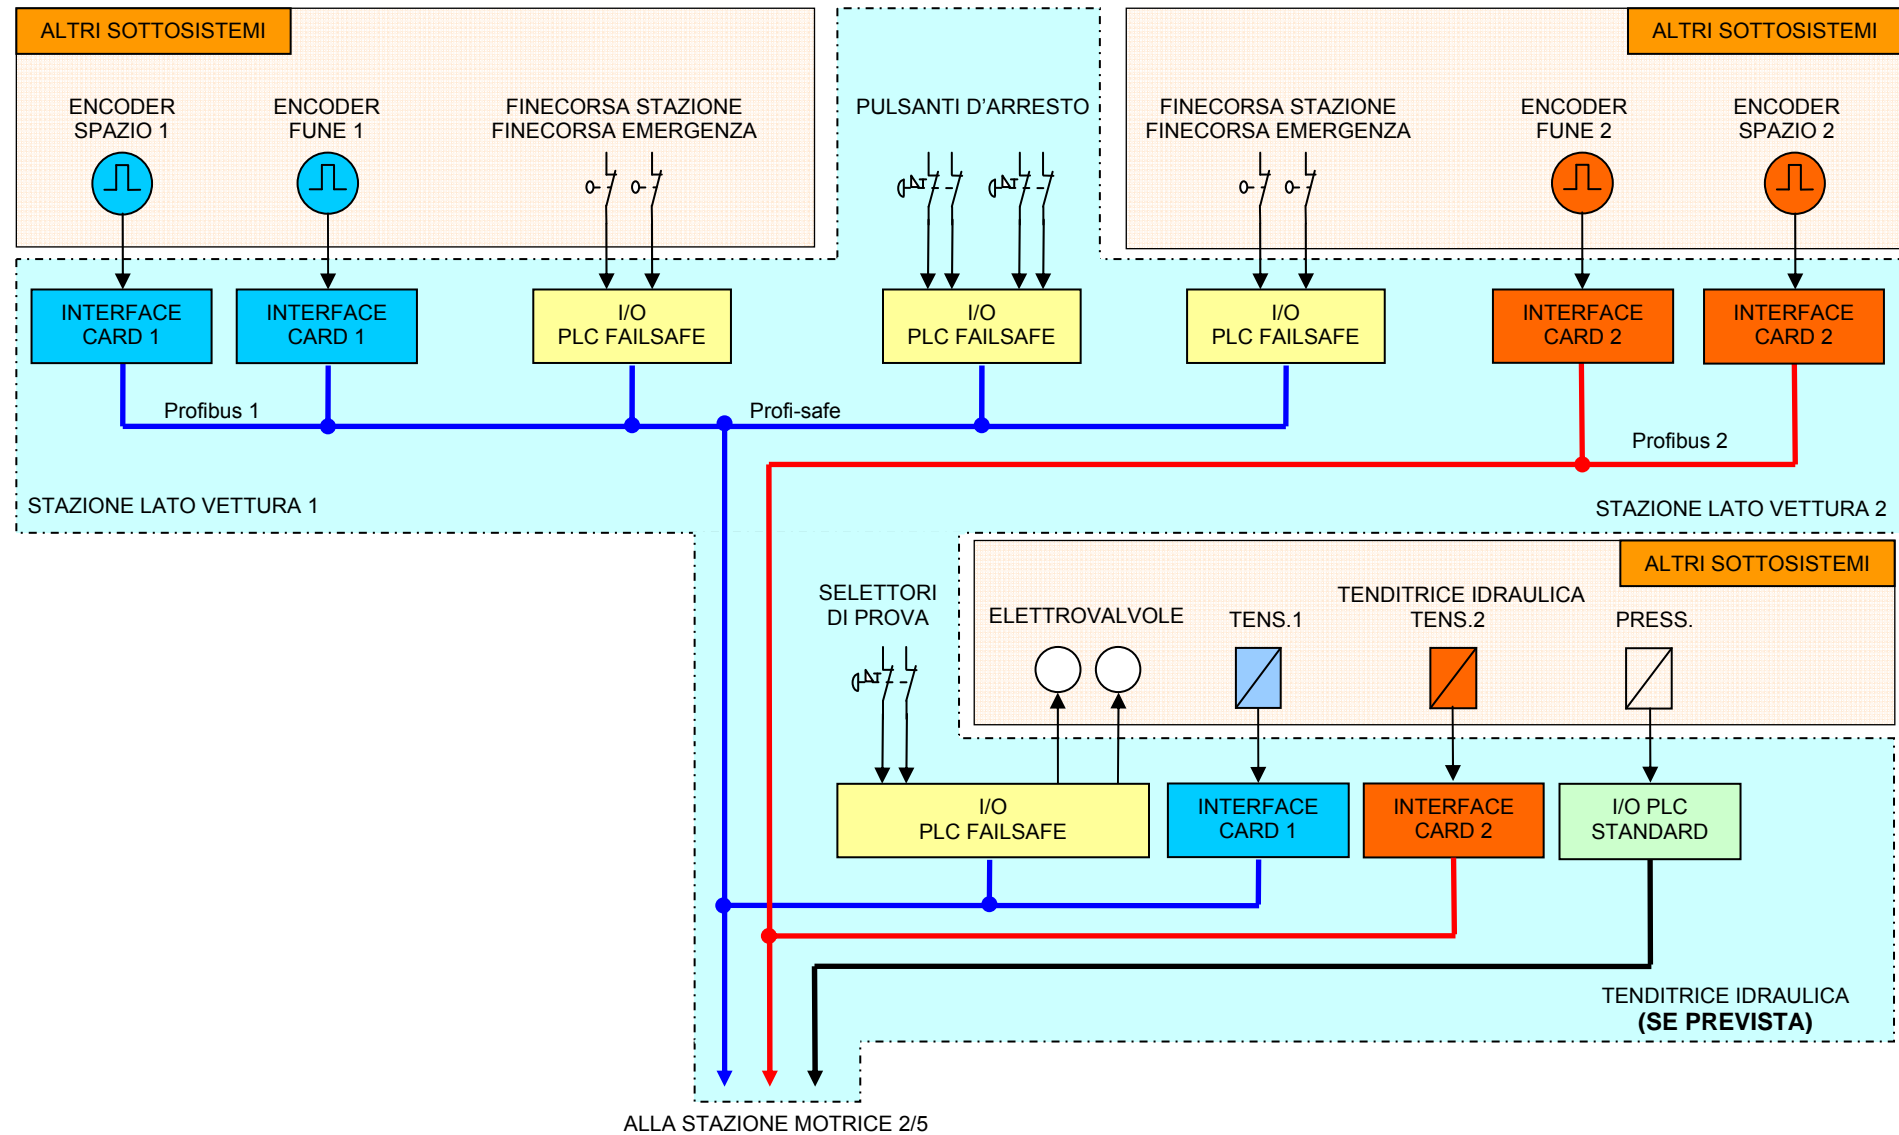 ALTRI SOTTOSISTEMI
ALTRI SOTTOSISTEMI
ENCODER
SPAZIO 1
ENCODER
FUNE 1
FINECORSA STAZIONE
FINECORSA EMERGENZA
PULSANTI D'ARRESTO
FINECORSA STAZIONE
FINECORSA EMERGENZA
ENCODER
FUNE 2
ENCODER
SPAZIO 2
INTERFACE
CARD 1
INTERFACE
CARD 1
I/O
PLC FAILSAFE
I/O
PLC FAILSAFE
I/O
PLC FAILSAFE
INTERFACE
CARD 2
INTERFACE
CARD 2
Profibus 1
Profi-safe
Profibus 2
STAZIONE LATO VETTURA 1
STAZIONE LATO VETTURA 2
ALTRI SOTTOSISTEMI
SELETTORI
DI PROVA
ELETTROVALVOLE
TENDITRICE IDRAULICA
TENS.1
TENS.2
PRESS.
I/O
PLC FAILSAFE
INTERFACE
CARD 1
INTERFACE
CARD 2
I/O PLC
STANDARD
TENDITRICE IDRAULICA
(SE PREVISTA)
ALLA STAZIONE MOTRICE 2/5